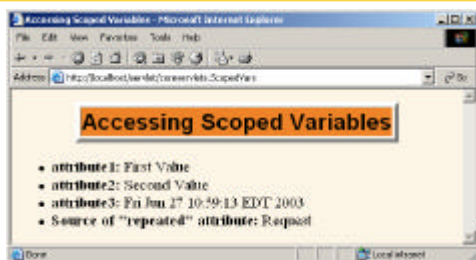 Accessing Scoped Variables - Microsoft Internet Explorer
File Edit View Favorites Tools Help
Address http://localhost/servlet/coreservlets.ScopedVars Go
Accessing Scoped Variables
• attribute1: First Value
• attribute2: Second Value
• attribute3: Fri Jun 27 10:59:13 EDT 2003
• Source of "repeated" attribute: Request
Done Local intranet